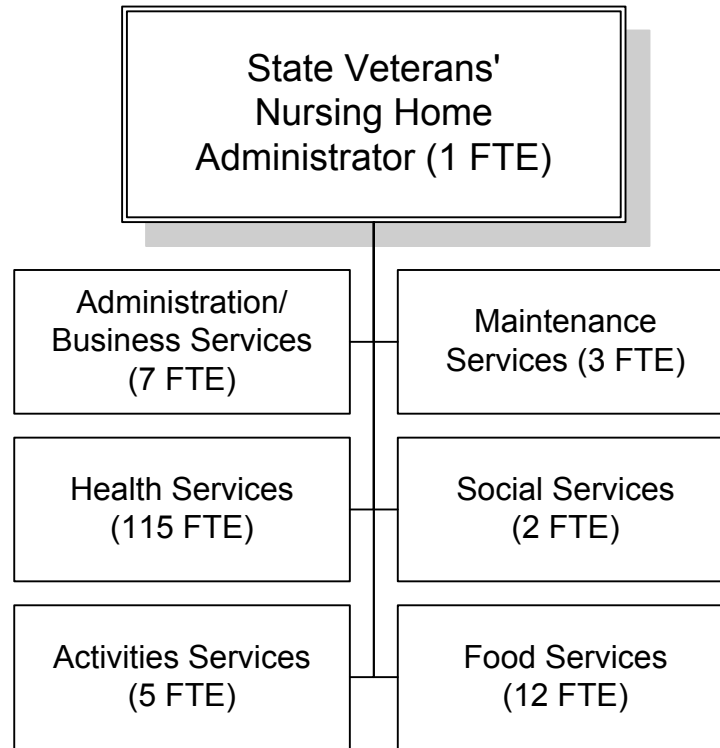 State Veterans'
Nursing Home
Administrator (1 FTE)
Administration/
Business Services
(7 FTE)
Maintenance
Services (3 FTE)
Health Services
(115 FTE)
Social Services
(2 FTE)
Activities Services
(5 FTE)
Food Services
(12 FTE)